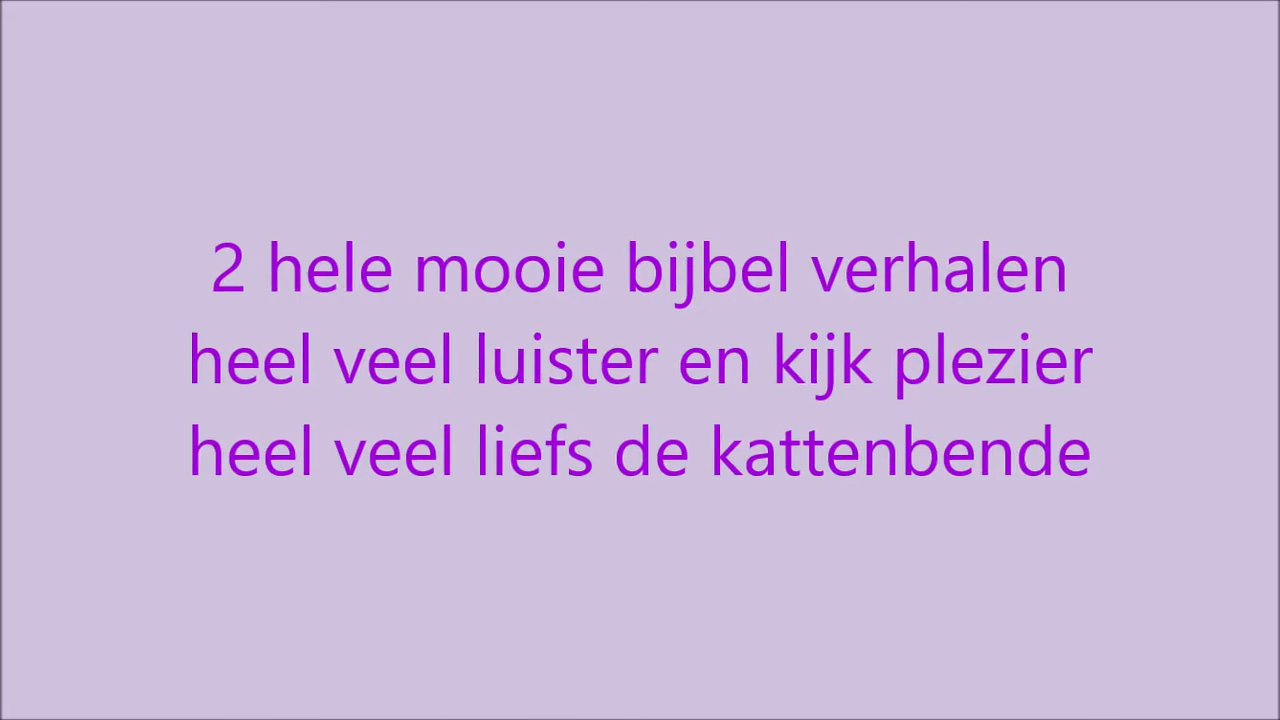 2 hele mooie bijbel verhalen
heel veel luister en kijk plezier
heel veel liefs de kattenbende